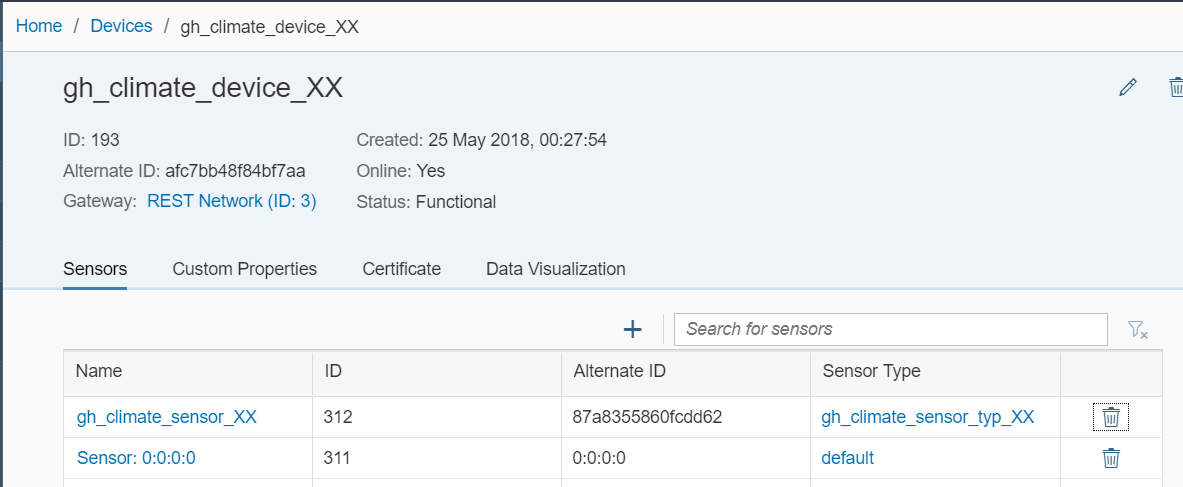 Home / Devices / gh_climate_device_XX
gh_climate_device_XX
ID: 193 Created: 25 May 2018, 00:27:54
Alternate ID: afc7bb48f84bf7aa Online: Yes
Gateway: REST Network (ID: 3) Status: Functional
Sensors Custom Properties Certificate Data Visualization
Search for sensors
Name ID Alternate ID Sensor Type
gh_climate_sensor_XX 312 87a8355860fcdd62 gh_climate_sensor_typ_XX
Sensor: 0:0:0:0 311 0:0:0:0 default